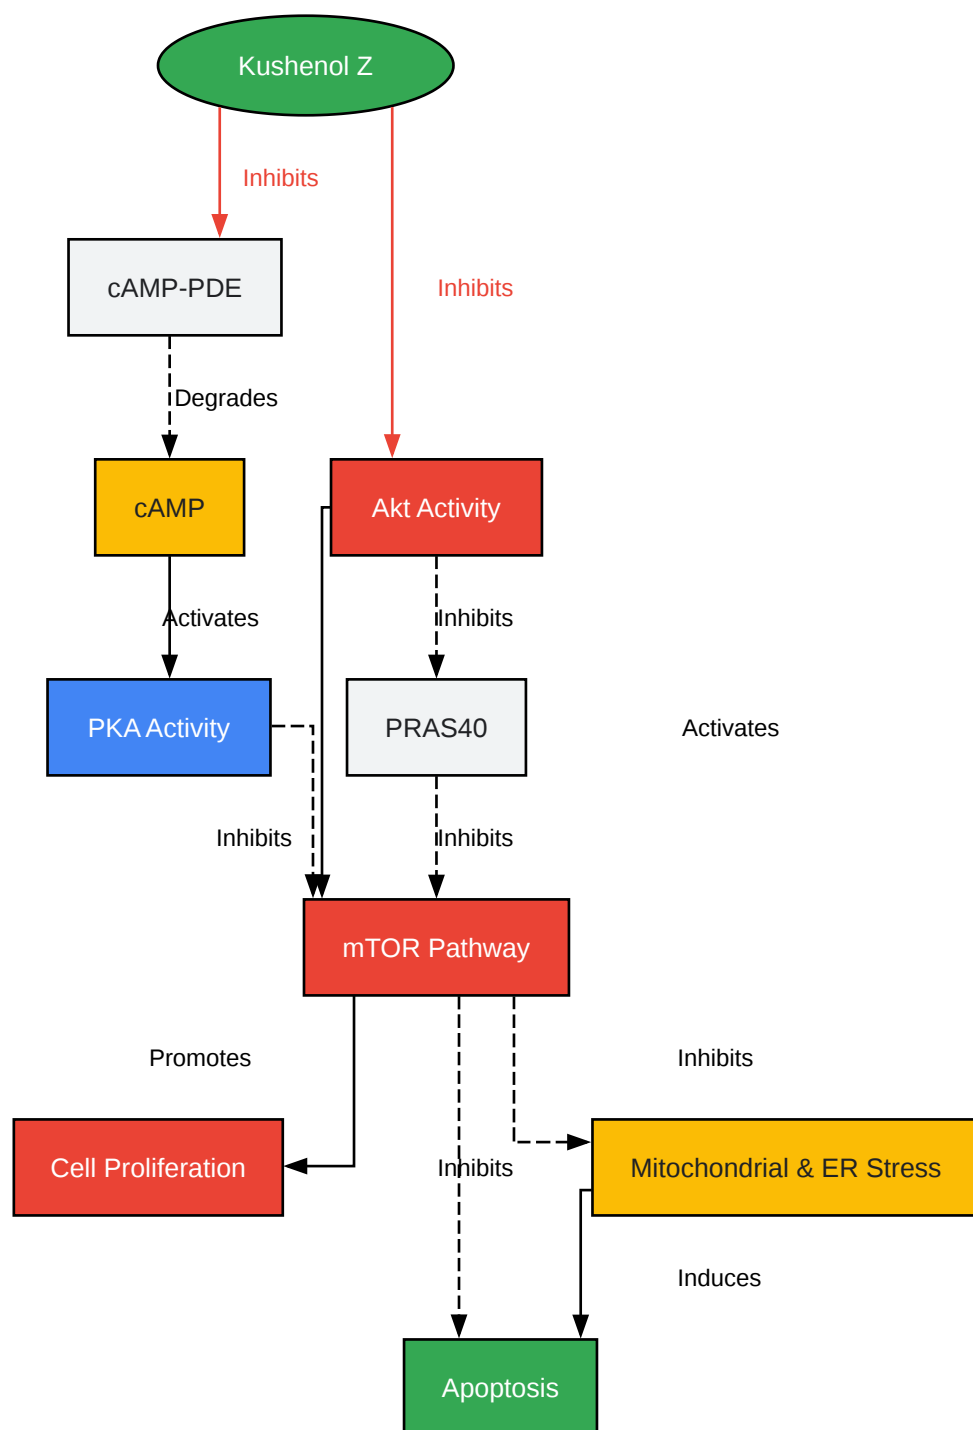 Kushenol Z
Inhibits
cAMP-PDE
Inhibits
Degrades
cAMP
Akt Activity
Activates
Inhibits
PKA Activity
PRAS40
Activates
Inhibits
Inhibits
mTOR Pathway
Promotes
Inhibits
Cell Proliferation
Inhibits
Mitochondrial & ER Stress
Induces
Apoptosis